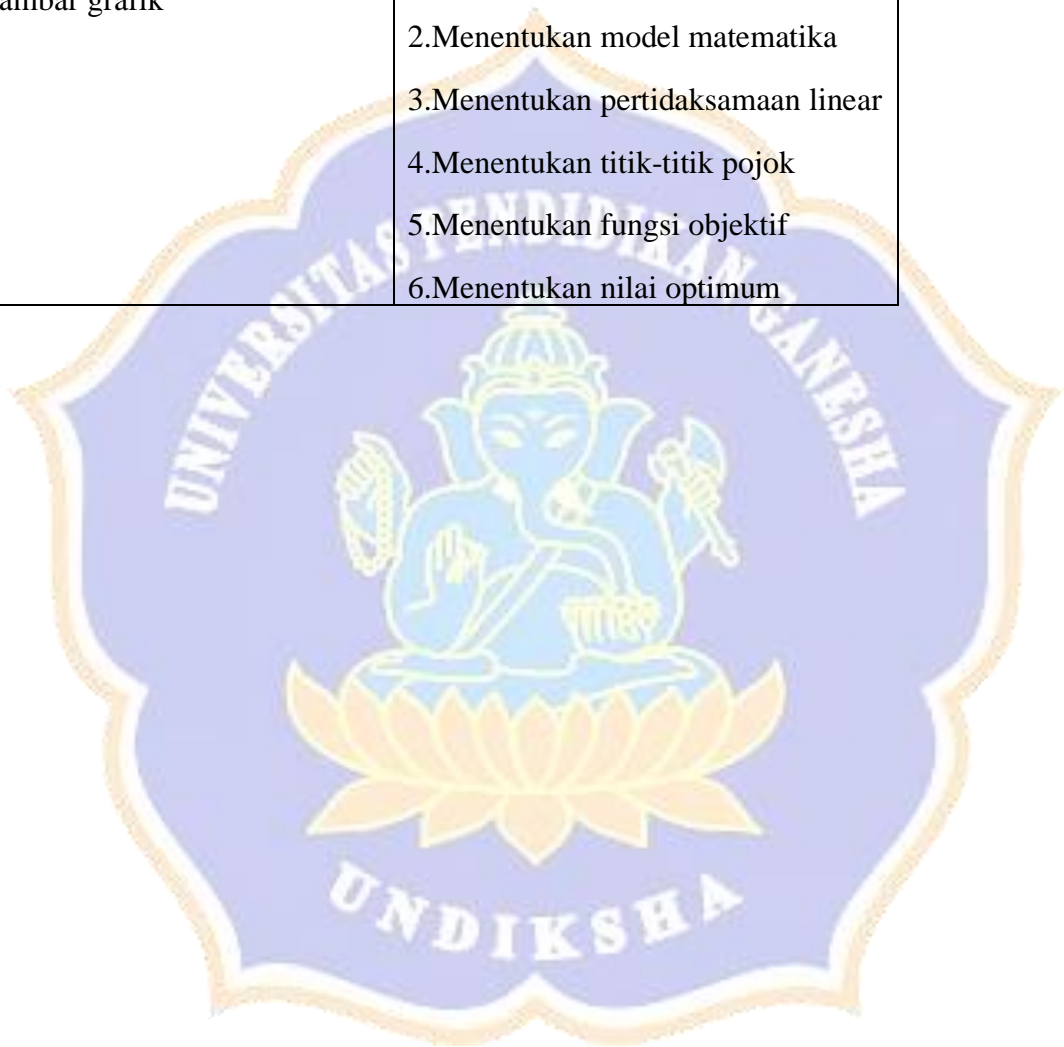 ambar grafik
2.Menentukan model matematika
3.Menentukan pertidaksamaan linear
4.Menentukan titik-titik pojok
5.Menentukan fungsi objektif
6.Menentukan nilai optimum
UNIVERSITAS PENDIDIKAN GANESHA
UNDIKSHA